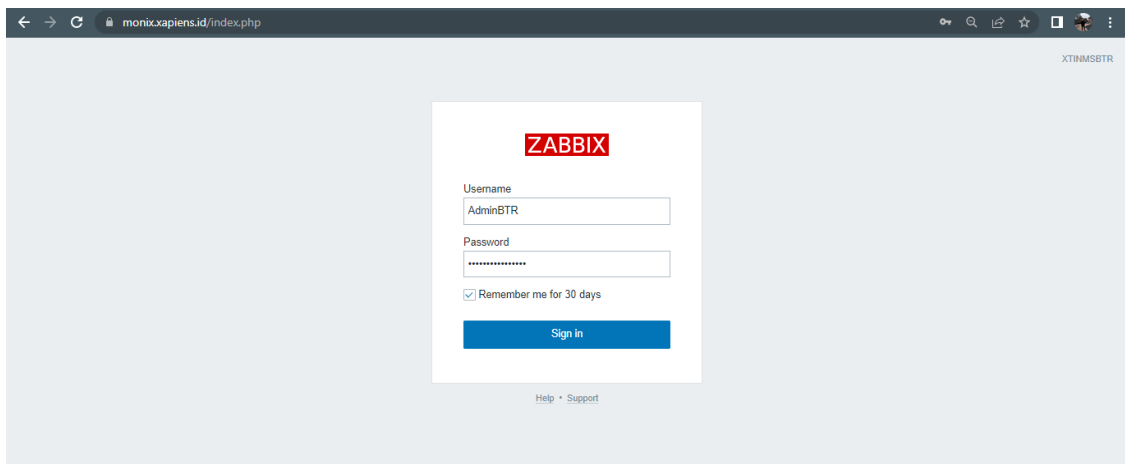 monix.xapiens.id/index.php
XTINMSBTR
ZABBIX
Username
AdminBTR
Password
•••••••••••••••
Remember me for 30 days
Sign in
Help • Support